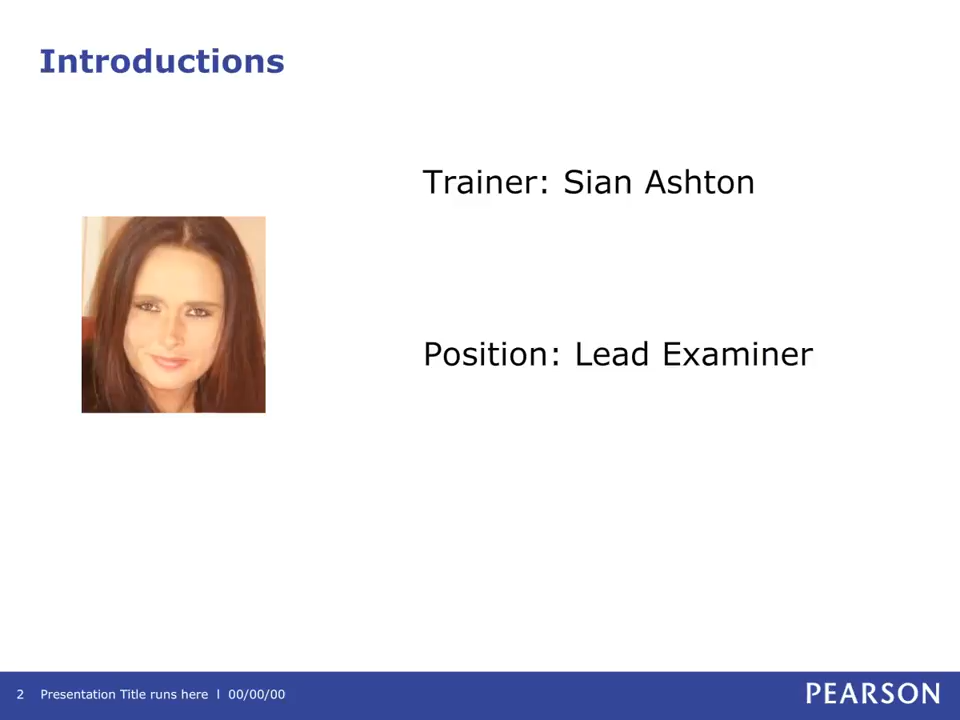 Introductions
Trainer: Sian Ashton
Position: Lead Examiner
2 Presentation Title runs here l 00/00/00
PEARSON